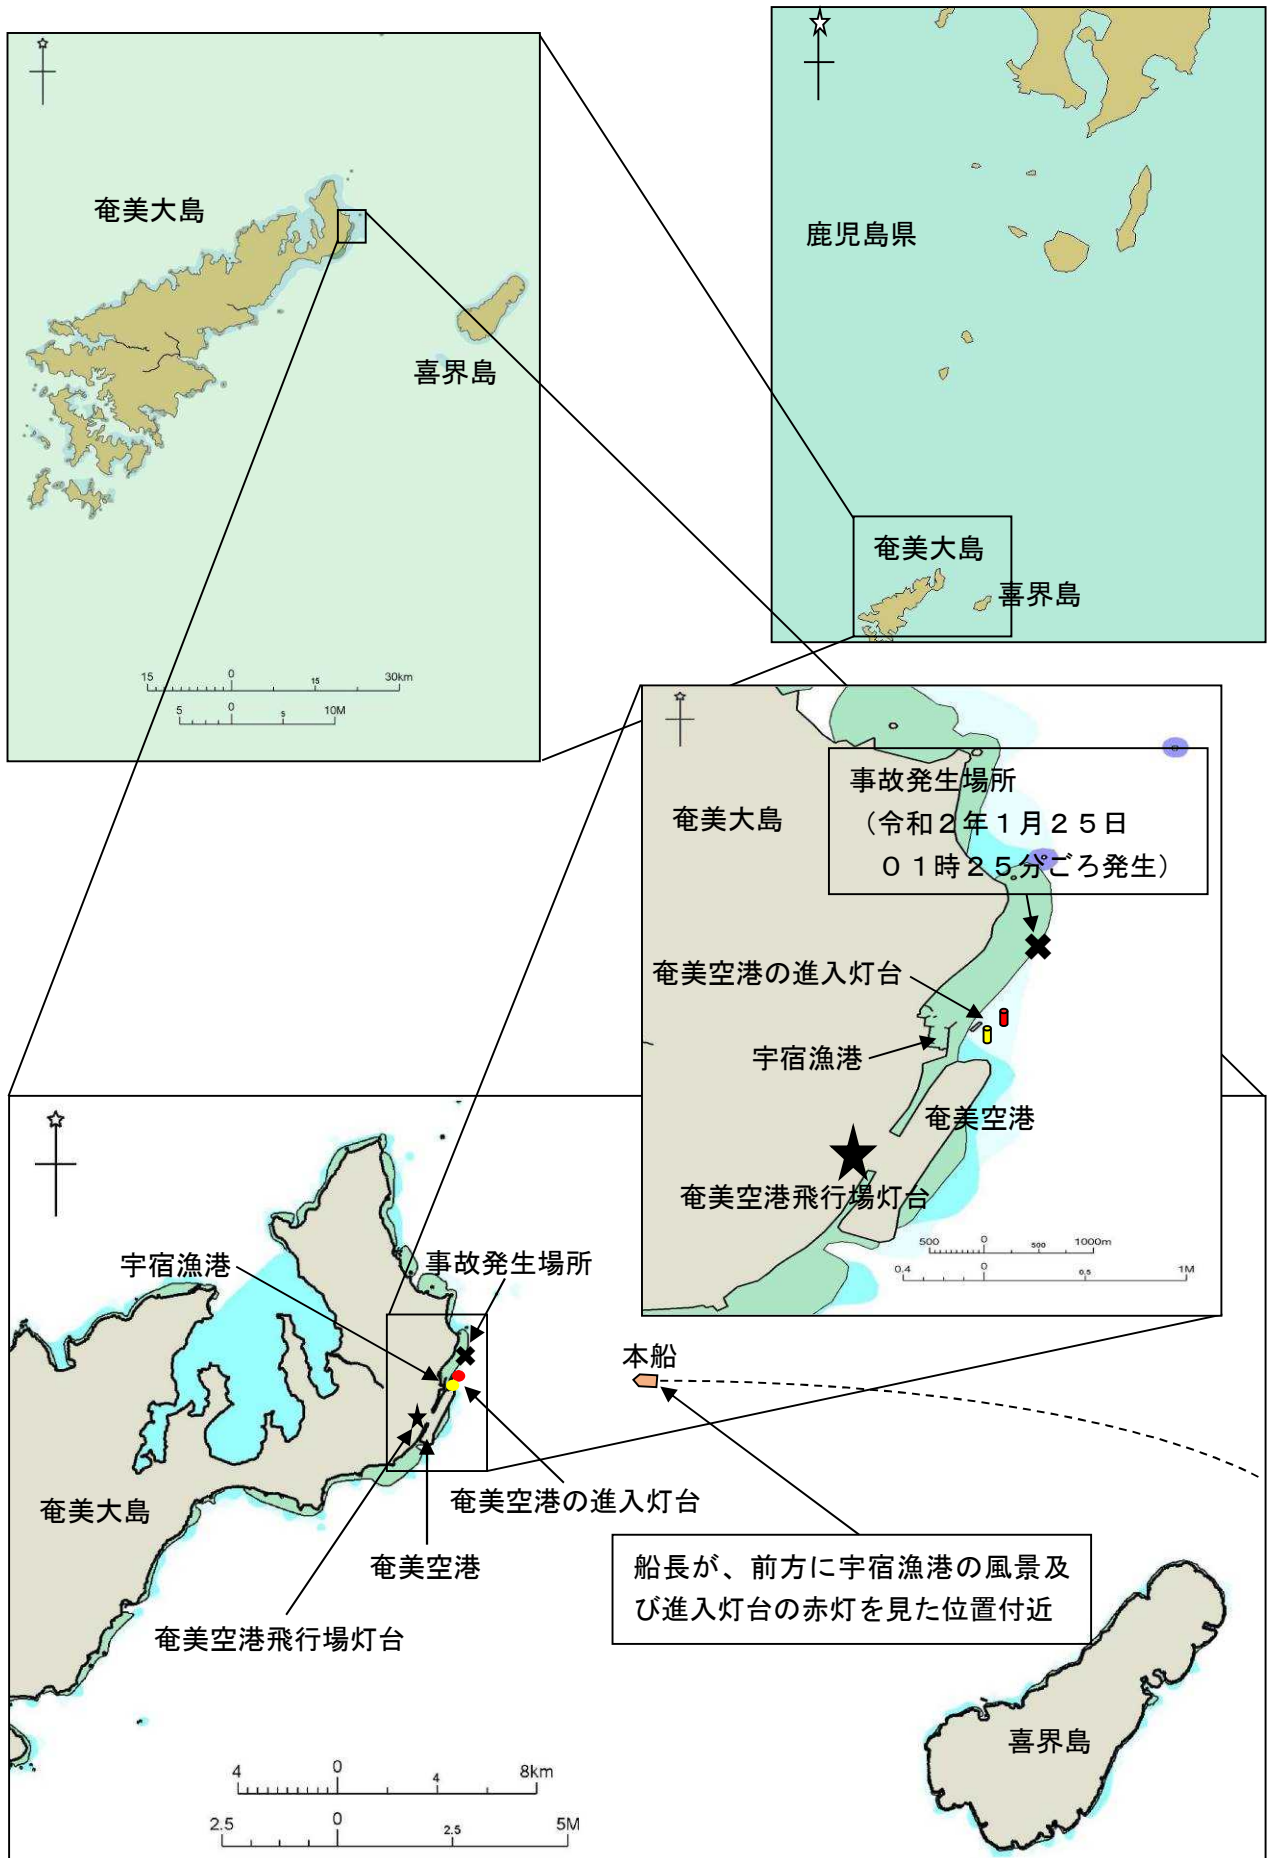 奄美大島
喜界島
15 0 15 30km
5 0 5 10M
鹿児島県
奄美大島
喜界島
奄美大島
事故発生場所
(令和2年1月25日
01時25分ごろ発生)
奄美空港の進入灯台
宇宿漁港
奄美空港
奄美空港飛行場灯台
500 0 500 1000m
0.4 0 0.5 1M
宇宿漁港
事故発生場所
本船
奄美大島
奄美空港の進入灯台
奄美空港
奄美空港飛行場灯台
船長が、前方に宇宿漁港の風景及
び進入灯台の赤灯を見た位置付近
喜界島
4 0 4 8km
2.5 0 2.5 5M